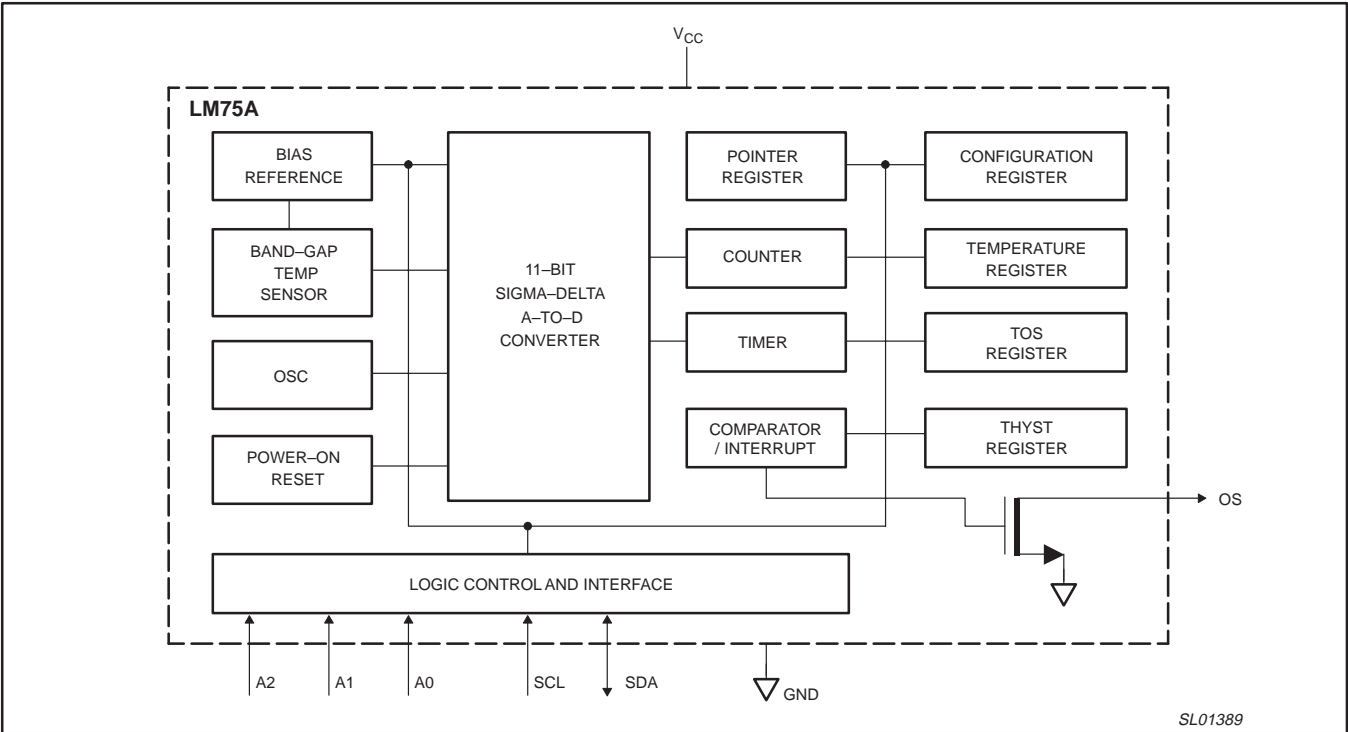 VCC
LM75A
BIAS
REFERENCE
BAND–GAP
TEMP
SENSOR
OSC
POWER–ON
RESET
11–BIT
SIGMA–DELTA
A–TO–D
CONVERTER
POINTER
REGISTER
CONFIGURATION
REGISTER
COUNTER
TEMPERATURE
REGISTER
TIMER
TOS
REGISTER
COMPARATOR
/ INTERRUPT
THYST
REGISTER
OS
LOGIC CONTROL AND INTERFACE
A2
A1
A0
SCL
SDA
GND
SL01389